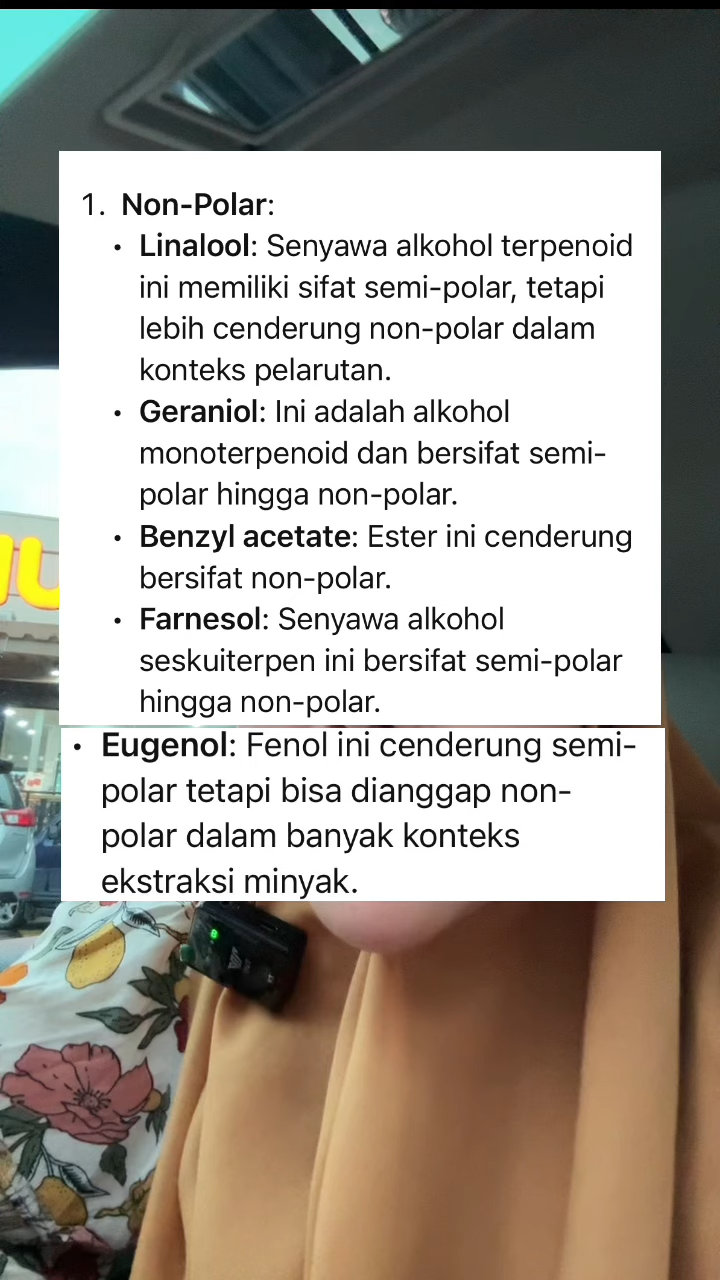 1. Non-Polar:
• Linalool: Senyawa alkohol terpenoid
ini memiliki sifat semi-polar, tetapi
lebih cenderung non-polar dalam
konteks pelarutan.
• Geraniol: Ini adalah alkohol
monoterpenoid dan bersifat semi-
polar hingga non-polar.
• Benzyl acetate: Ester ini cenderung
bersifat non-polar.
• Farnesol: Senyawa alkohol
seskuiterpen ini bersifat semi-polar
hingga non-polar.
• Eugenol: Fenol ini cenderung semi-
polar tetapi bisa dianggap non-
polar dalam banyak konteks
ekstraksi minyak.